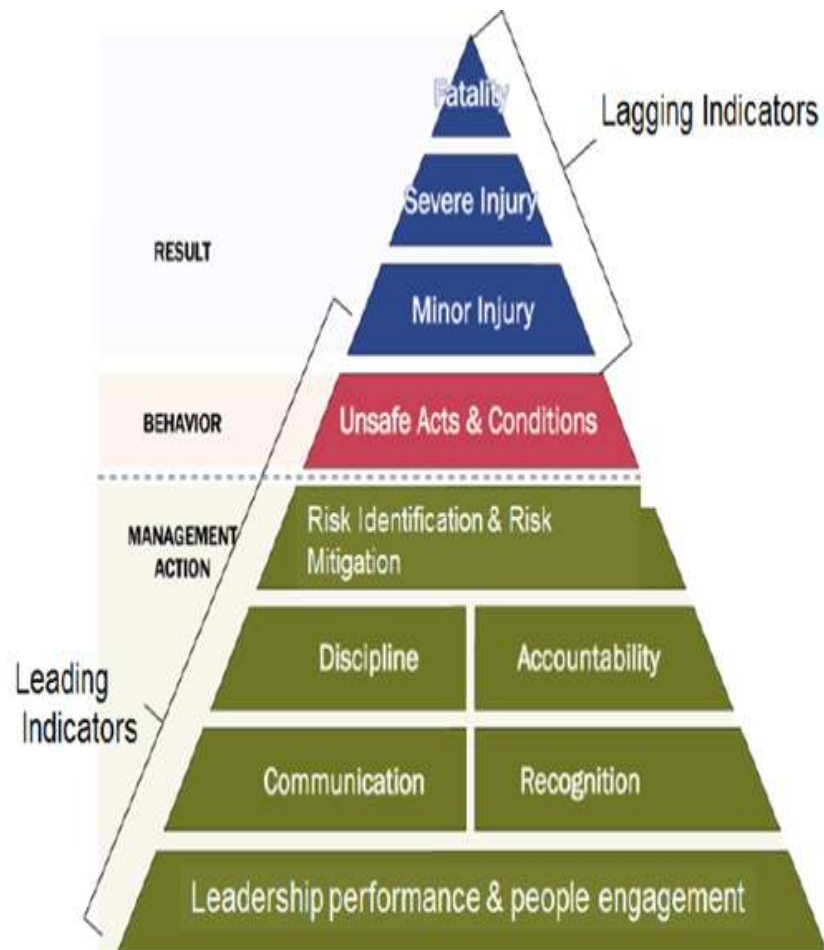 Fatality
Lagging Indicators
Severe Injury
RESULT
Minor Injury
BEHAVIOR
Unsafe Acts & Conditions
MANAGEMENT
ACTION
Risk Identification & Risk
Mitigation
Discipline
Accountability
Leading
Indicators
Communication
Recognition
Leadership performance & people engagement